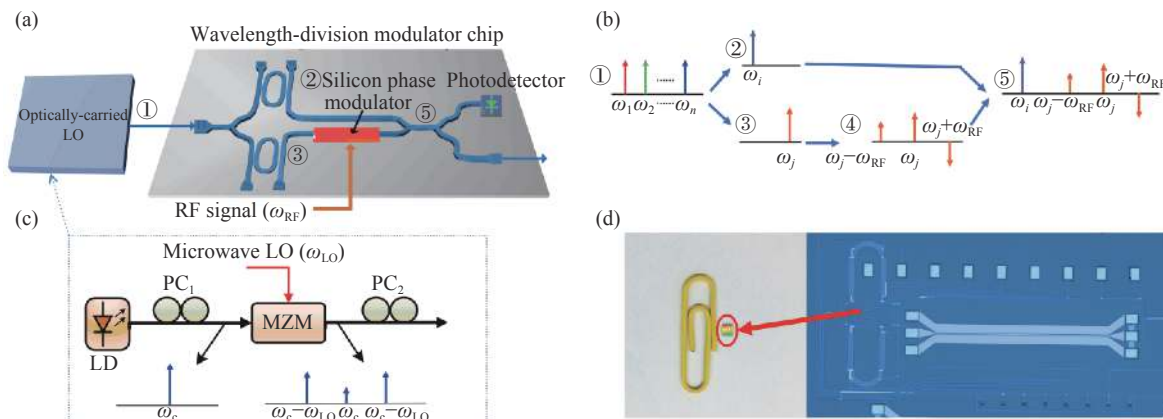 (a)
Wavelength-division modulator chip
Optically-carried
LO
①
②Silicon phase
modulator
Photodetector
⑤
③
RF signal (ωRF)
(b)
①
ω1 ω2 ...... ωn
②
ωi
③
ωj
④
ωj−ωRF
ωj
ωj+ωRF
⑤
ωi ωj−ωRF ωj
ωj+ωRF
(c)
Microwave LO (ωLO)
PC1
PC2
MZM
LD
ωc
ωc−ωLO ωc ωc−ωLO
(d)